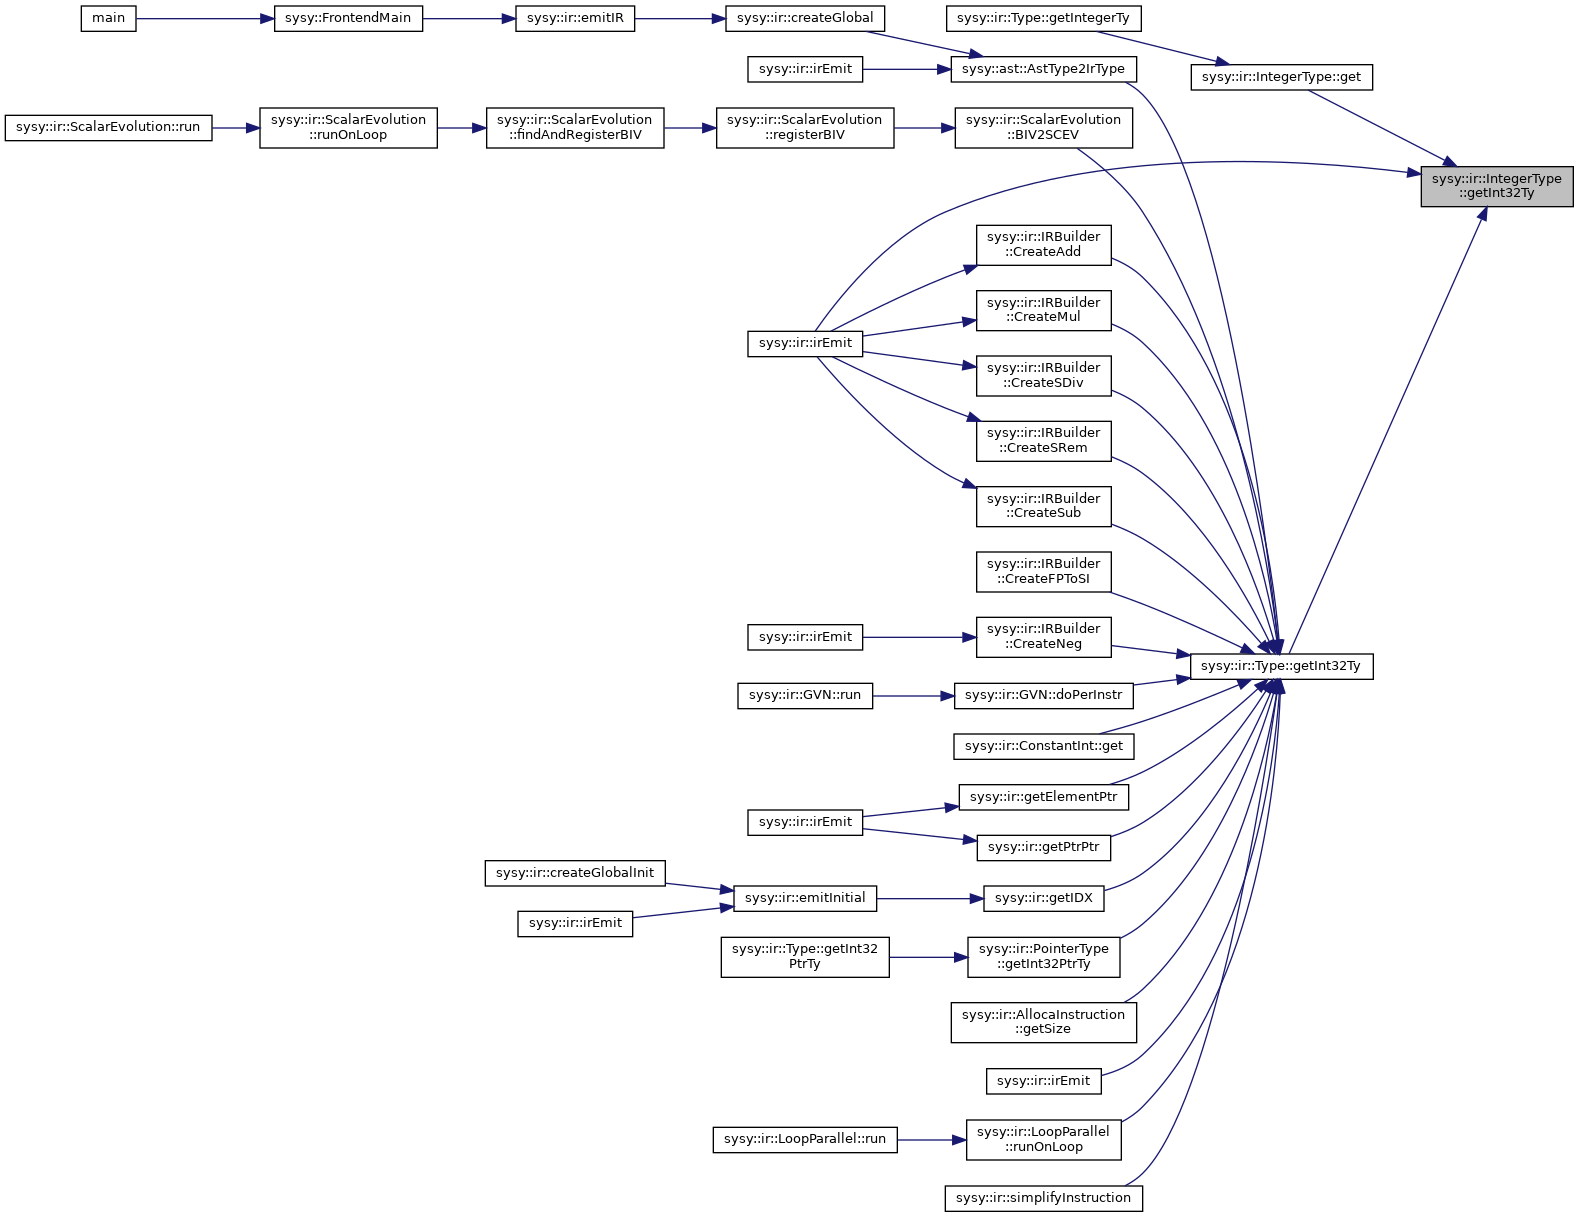 main
sysy::FrontendMain
sysy::ir::emitIR
sysy::ir::createGlobal
sysy::ir::Type::getIntegerTy
sysy::ir::irEmit
sysy::ast::AstType2IrType
sysy::ir::IntegerType::get
sysy::ir::ScalarEvolution::run
sysy::ir::ScalarEvolution
::runOnLoop
sysy::ir::ScalarEvolution
::findAndRegisterBIV
sysy::ir::ScalarEvolution
::registerBIV
sysy::ir::ScalarEvolution
::BIV2SCEV
sysy::ir::IntegerType
::getInt32Ty
sysy::ir::IRBuilder
::CreateAdd
sysy::ir::IRBuilder
::CreateMul
sysy::ir::irEmit
sysy::ir::IRBuilder
::CreateSDiv
sysy::ir::IRBuilder
::CreateSRem
sysy::ir::IRBuilder
::CreateSub
sysy::ir::IRBuilder
::CreateFPToSI
sysy::ir::irEmit
sysy::ir::IRBuilder
::CreateNeg
sysy::ir::Type::getInt32Ty
sysy::ir::GVN::run
sysy::ir::GVN::doPerInstr
sysy::ir::ConstantInt::get
sysy::ir::getElementPtr
sysy::ir::irEmit
sysy::ir::getPtrPtr
sysy::ir::createGlobalInit
sysy::ir::emitInitial
sysy::ir::getIDX
sysy::ir::irEmit
sysy::ir::Type::getInt32
PtrTy
sysy::ir::PointerType
::getInt32PtrTy
sysy::ir::AllocaInstruction
::getSize
sysy::ir::irEmit
sysy::ir::LoopParallel::run
sysy::ir::LoopParallel
::runOnLoop
sysy::ir::simplifyInstruction